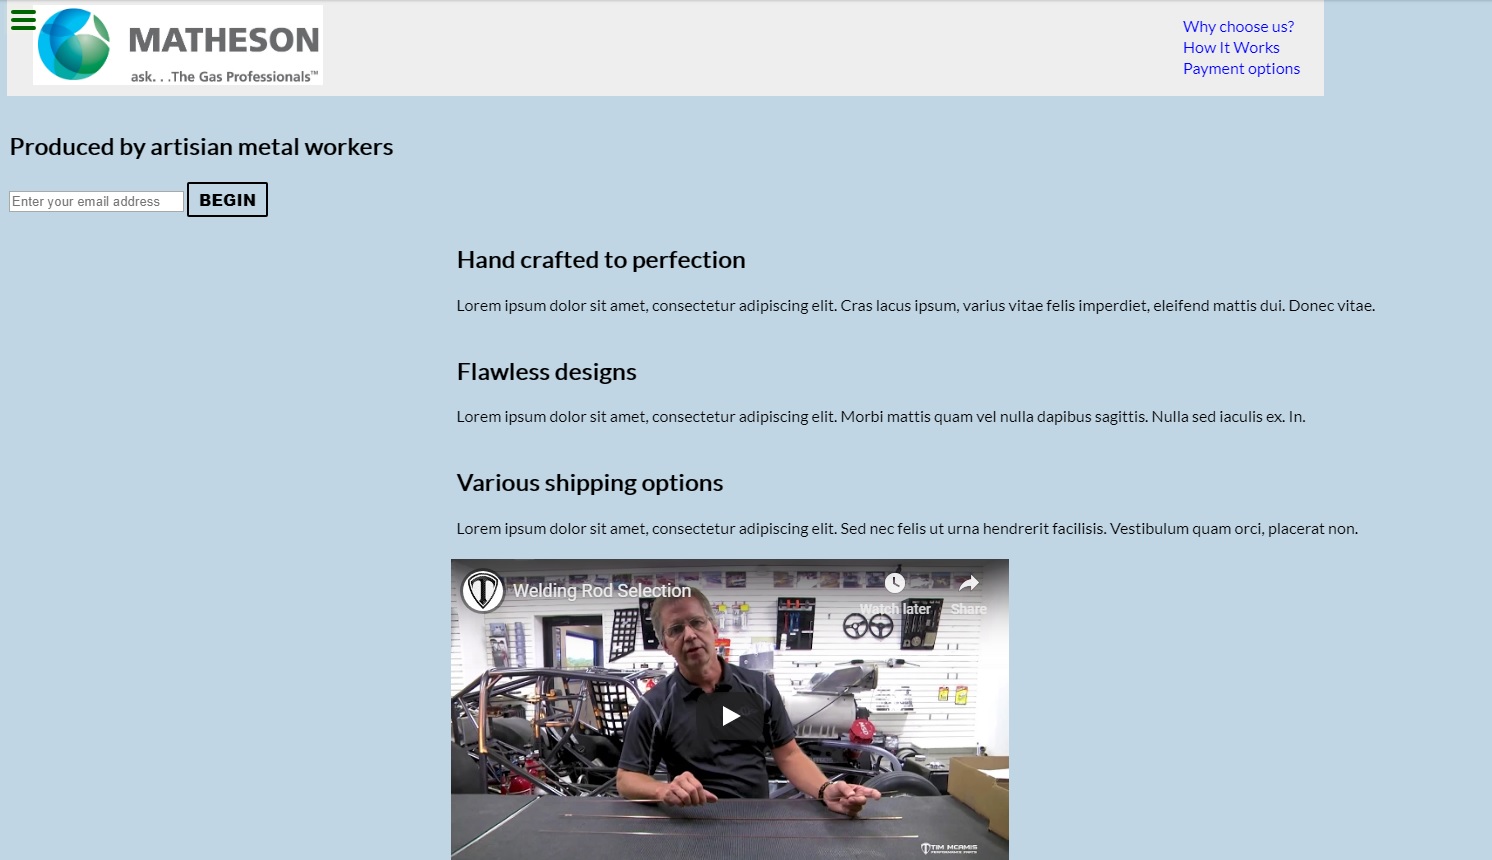 MATHESON
ask. . .The Gas Professionals™
Why choose us?
How It Works
Payment options
Produced by artisian metal workers
Enter your email address
BEGIN
Hand crafted to perfection
Lorem ipsum dolor sit amet, consectetur adipiscing elit. Cras lacus ipsum, varius vitae felis imperdiet, eleifend mattis dui. Donec vitae.
Flawless designs
Lorem ipsum dolor sit amet, consectetur adipiscing elit. Morbi mattis quam vel nulla dapibus sagittis. Nulla sed iaculis ex. In.
Various shipping options
Lorem ipsum dolor sit amet, consectetur adipiscing elit. Sed nec felis ut urna hendrerit facilisis. Vestibulum quam orci, placerat non.
Welding Rod Selection
Watch later
Share
TIM MCAMIS
PERFORMANCE PARTS